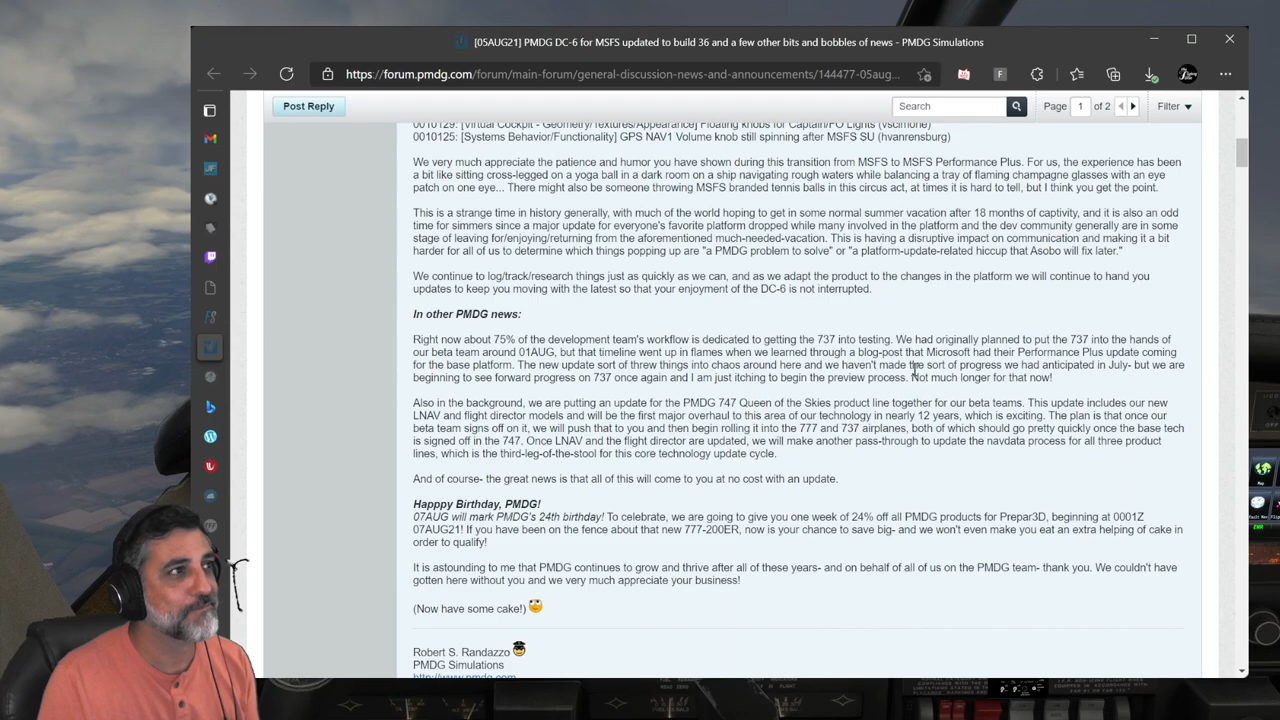 [05AUG21] PMDG DC-6 for MSFS updated to build 36 and a few other bits and bobbles of news - PMDG Simulations
https://forum.pmdg.com/forum/main-forum/general-discussion-news-and-announcements/144477-05aug...
Post Reply
Search
Page 1 of 2
Filter
0010129: [Virtual Cockpit - Geometry/Textures/Appearance] Floating knobs for Captain/FO Lights (vscimone)
0010125: [Systems Behavior/Functionality] GPS NAV1 Volume knob still spinning after MSFS SU (hvanrensburg)
We very much appreciate the patience and humor you have shown during this transition from MSFS to MSFS Performance Plus. For us, the experience has been
a bit like sitting cross-legged on a yoga ball in a dark room on a ship navigating rough waters while balancing a tray of flaming champagne glasses with an eye
patch on one eye... There might also be someone throwing MSFS branded tennis balls in this circus act, at times it is hard to tell, but I think you get the point.
This is a strange time in history generally, with much of the world hoping to get in some normal summer vacation after 18 months of captivity, and it is also an odd
time for simmers since a major update for everyone's favorite platform dropped while many involved in the platform and the dev community generally are in some
stage of leaving for/enjoying/returning from the aforementioned much-needed-vacation. This is having a disruptive impact on communication and making it a bit
harder for all of us to determine which things popping up are "a PMDG problem to solve" or "a platform-update-related hiccup that Asobo will fix later."
We continue to log/track/research things just as quickly as we can, and as we adapt the product to the changes in the platform we will continue to hand you
updates to keep you moving with the latest so that your enjoyment of the DC-6 is not interrupted.
In other PMDG news:
Right now about 75% of the development team's workflow is dedicated to getting the 737 into testing. We had originally planned to put the 737 into the hands of
our beta team around 01AUG, but that timeline went up in flames when we learned through a blog-post that Microsoft had their Performance Plus update coming
for the base platform. The new update sort of threw things into chaos around here and we haven't made the sort of progress we had anticipated in July- but we are
beginning to see forward progress on 737 once again and I am just itching to begin the preview process. Not much longer for that now!
Also in the background, we are putting an update for the PMDG 747 Queen of the Skies product line together for our beta teams. This update includes our new
LNAV and flight director models and will be the first major overhaul to this area of our technology in nearly 12 years, which is exciting. The plan is that once our
beta team signs off on it, we will push that to you and then begin rolling it into the 777 and 737 airplanes, both of which should go pretty quickly once the base tech
is signed off in the 747. Once LNAV and the flight director are updated, we will make another pass-through to update the navdata process for all three product
lines, which is the third-leg-of-the-stool for this core technology update cycle.
And of course- the great news is that all of this will come to you at no cost with an update.
Happpy Birthday, PMDG!
07AUG will mark PMDG's 24th birthday! To celebrate, we are going to give you one week of 24% off all PMDG products for Prepar3D, beginning at 0001Z
07AUG21! If you have been on the fence about that new 777-200ER, now is your chance to save big- and we won't even make you eat an extra helping of cake in
order to qualify!
It is astounding to me that PMDG continues to grow and thrive after all of these years- and on behalf of all of us on the PMDG team- thank you. We couldn't have
gotten here without you and we very much appreciate your business!
(Now have some cake!)
Robert S. Randazzo
PMDG Simulations
http://www.pmdg.com